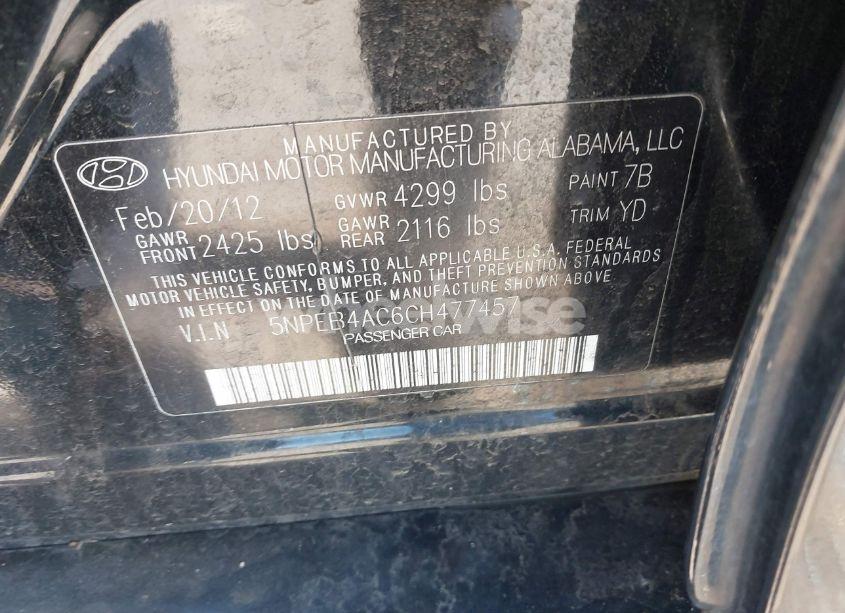 MANUFACTURED BY
HYUNDAI MOTOR MANUFACTURING ALABAMA, LLC
Feb/20/12 GVWR 4299 lbs PAINT 7B
GAWR FRONT 2425 lbs GAWR REAR 2116 lbs TRIM YD
THIS VEHICLE CONFORMS TO ALL APPLICABLE U.S.A. FEDERAL
MOTOR VEHICLE SAFETY, BUMPER, AND THEFT PREVENTION STANDARDS
IN EFFECT ON THE DATE OF MANUFACTURE SHOWN ABOVE.
V.I.N 5NPEB4AC6CH477457
PASSENGER CAR